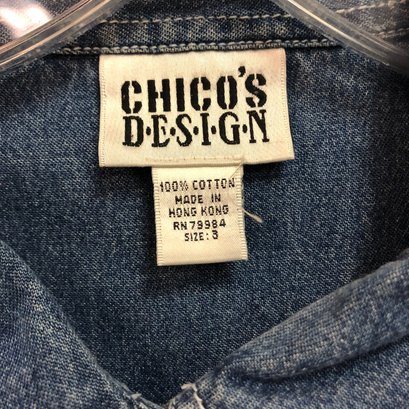 CHICO'S
D•E•S•I•G•N
100% COTTON
MADE IN
HONG KONG
RN79984
SIZE: 3